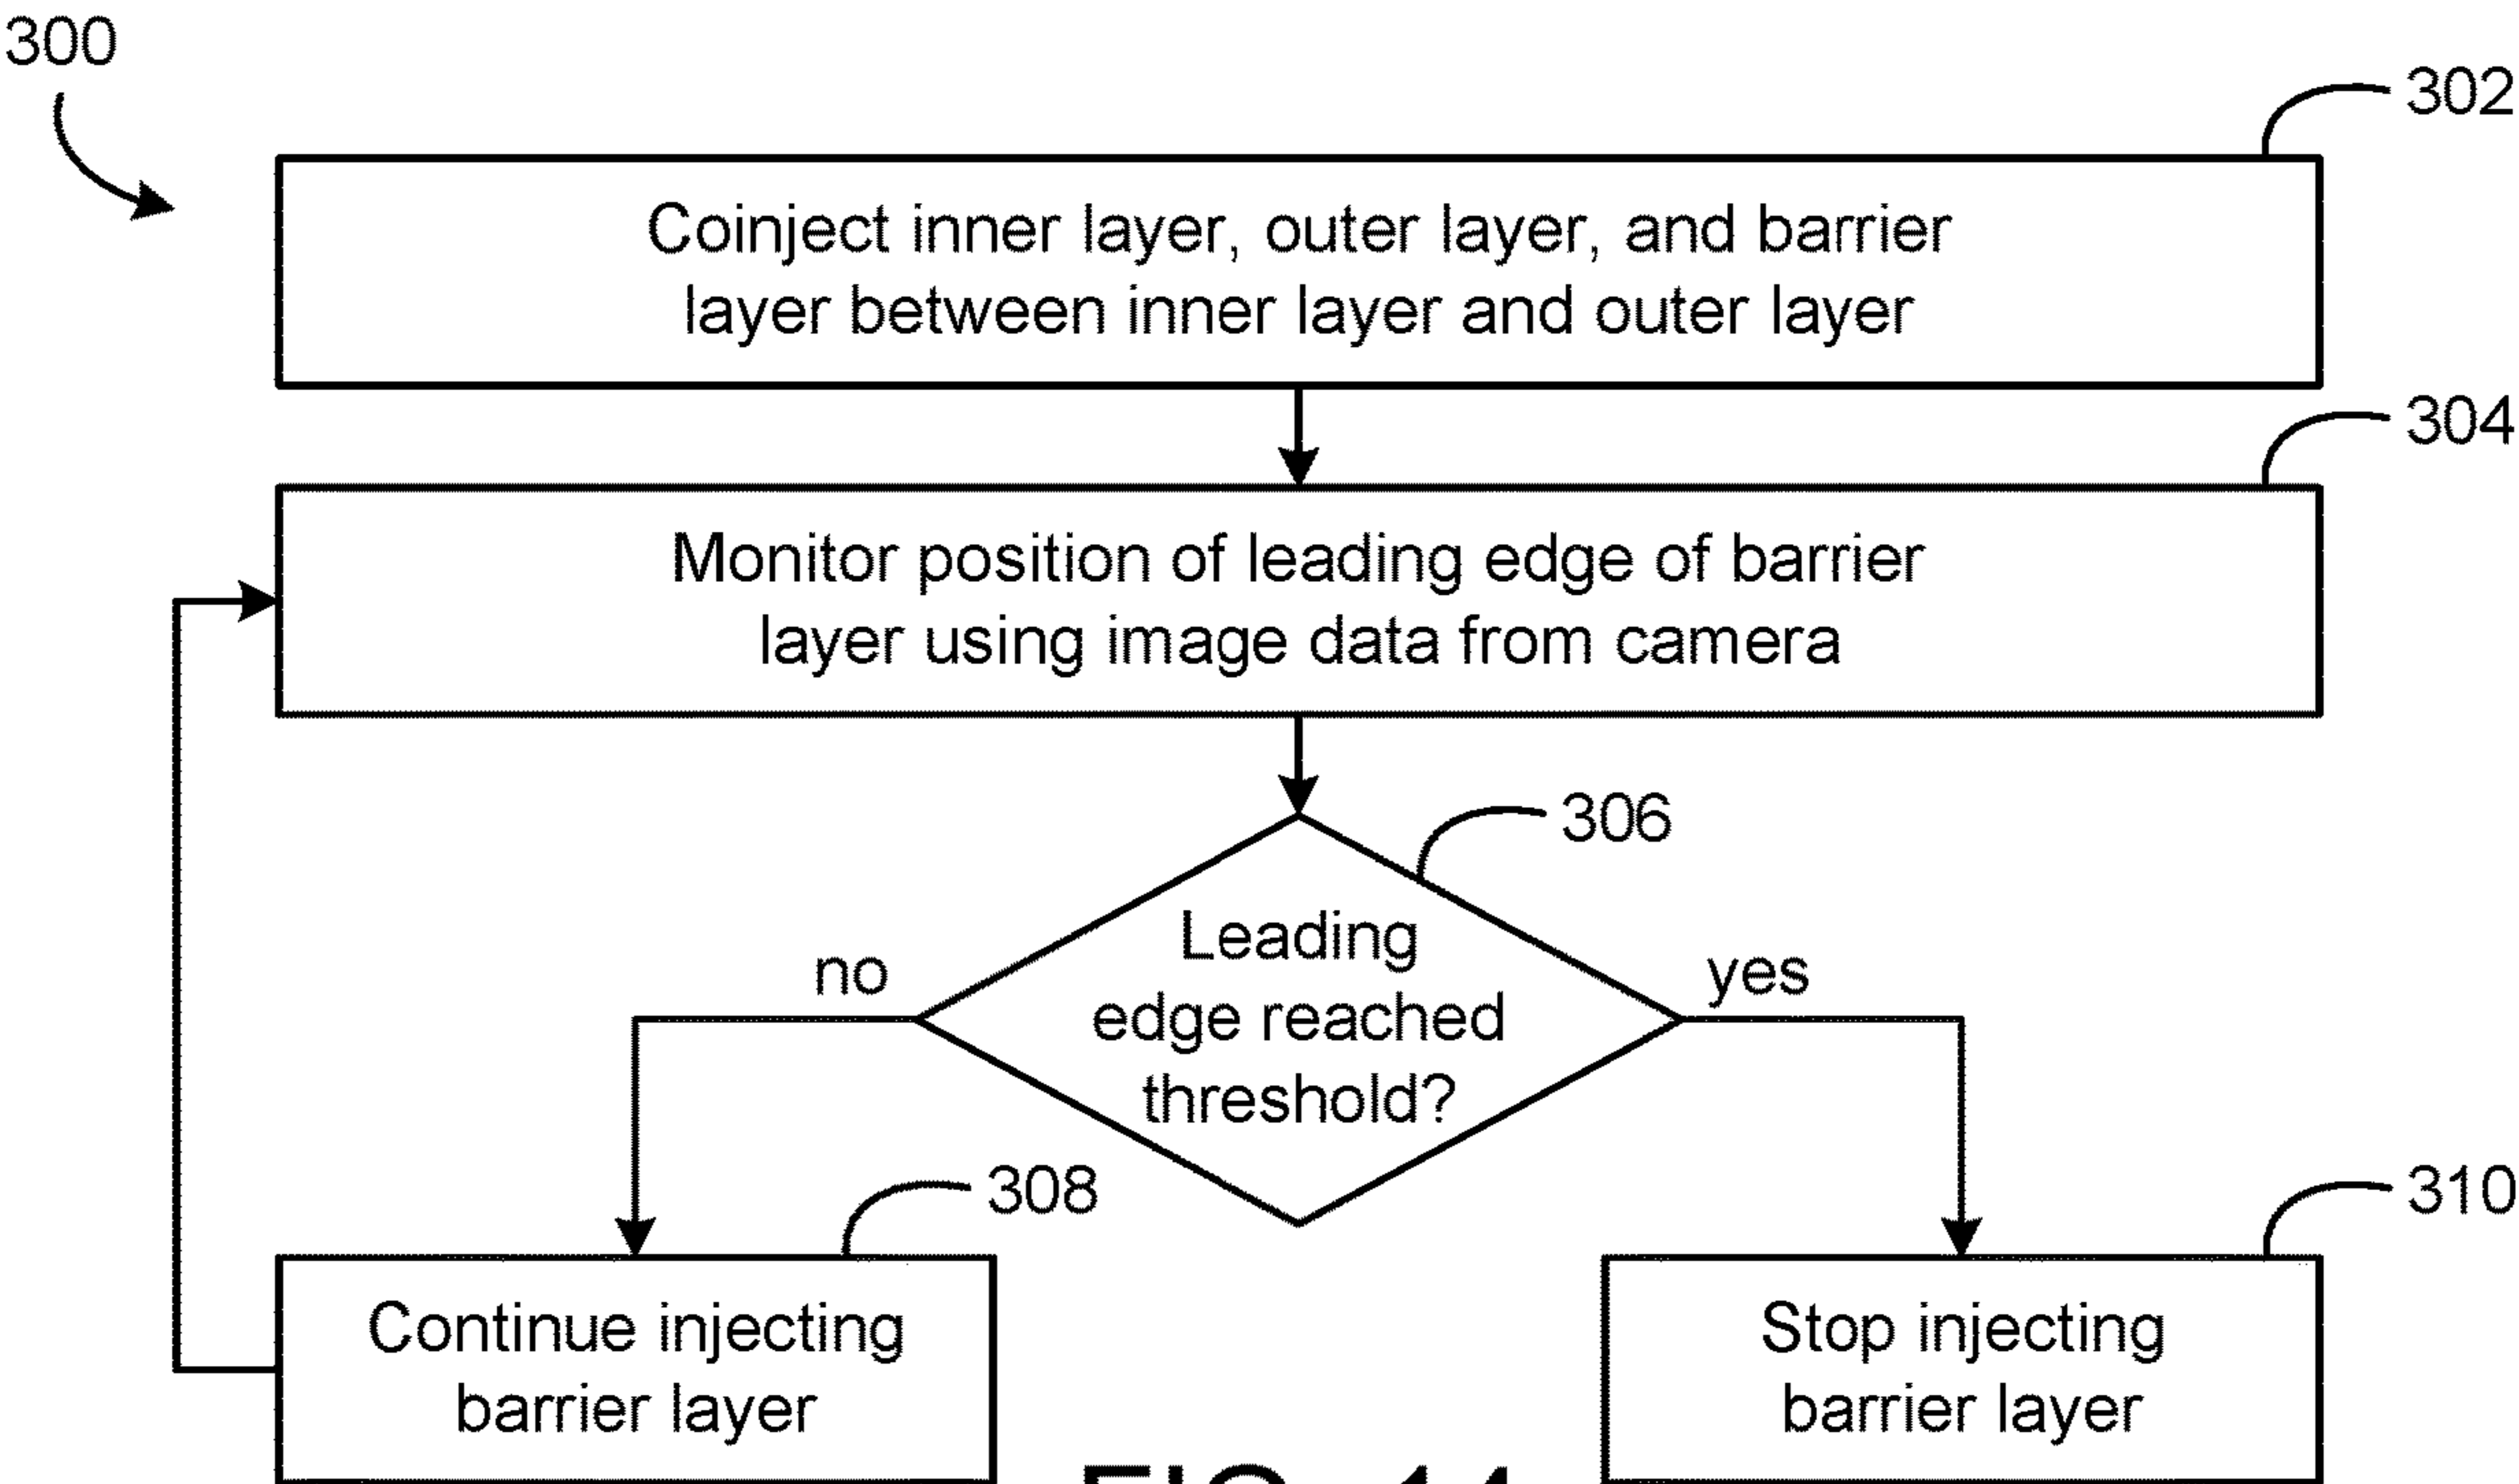 300
302
Coinject inner layer, outer layer, and barrier
layer between inner layer and outer layer
304
Monitor position of leading edge of barrier
layer using image data from camera
306
Leading
edge reached
threshold?
no
yes
308
310
Continue injecting
barrier layer
Stop injecting
barrier layer